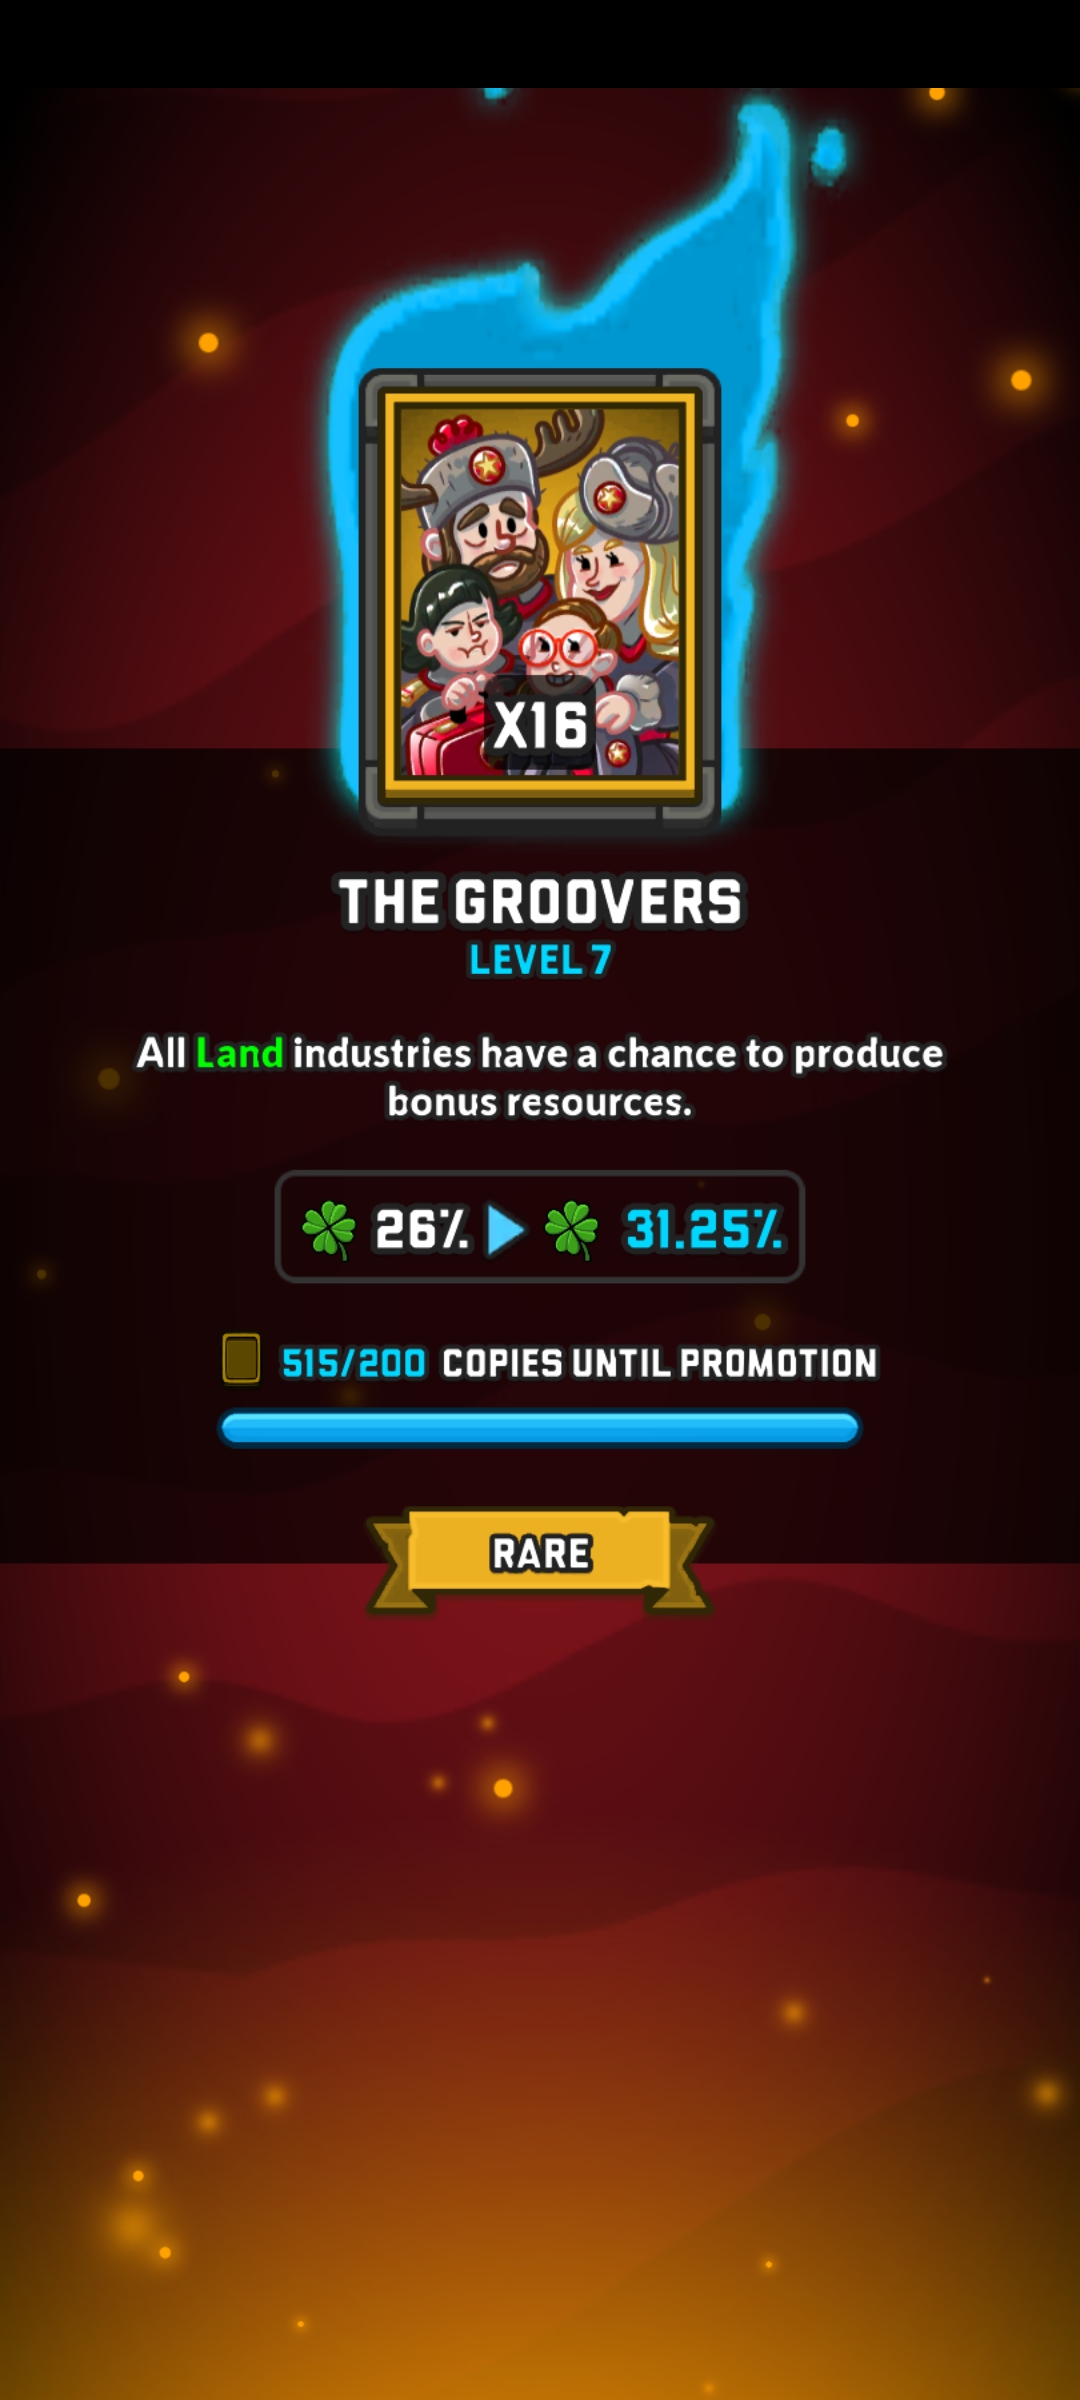 X16
THE GROOVERS
LEVEL 7
All Land industries have a chance to produce
bonus resources.
26% 31.25%
515/200 COPIES UNTIL PROMOTION
RARE